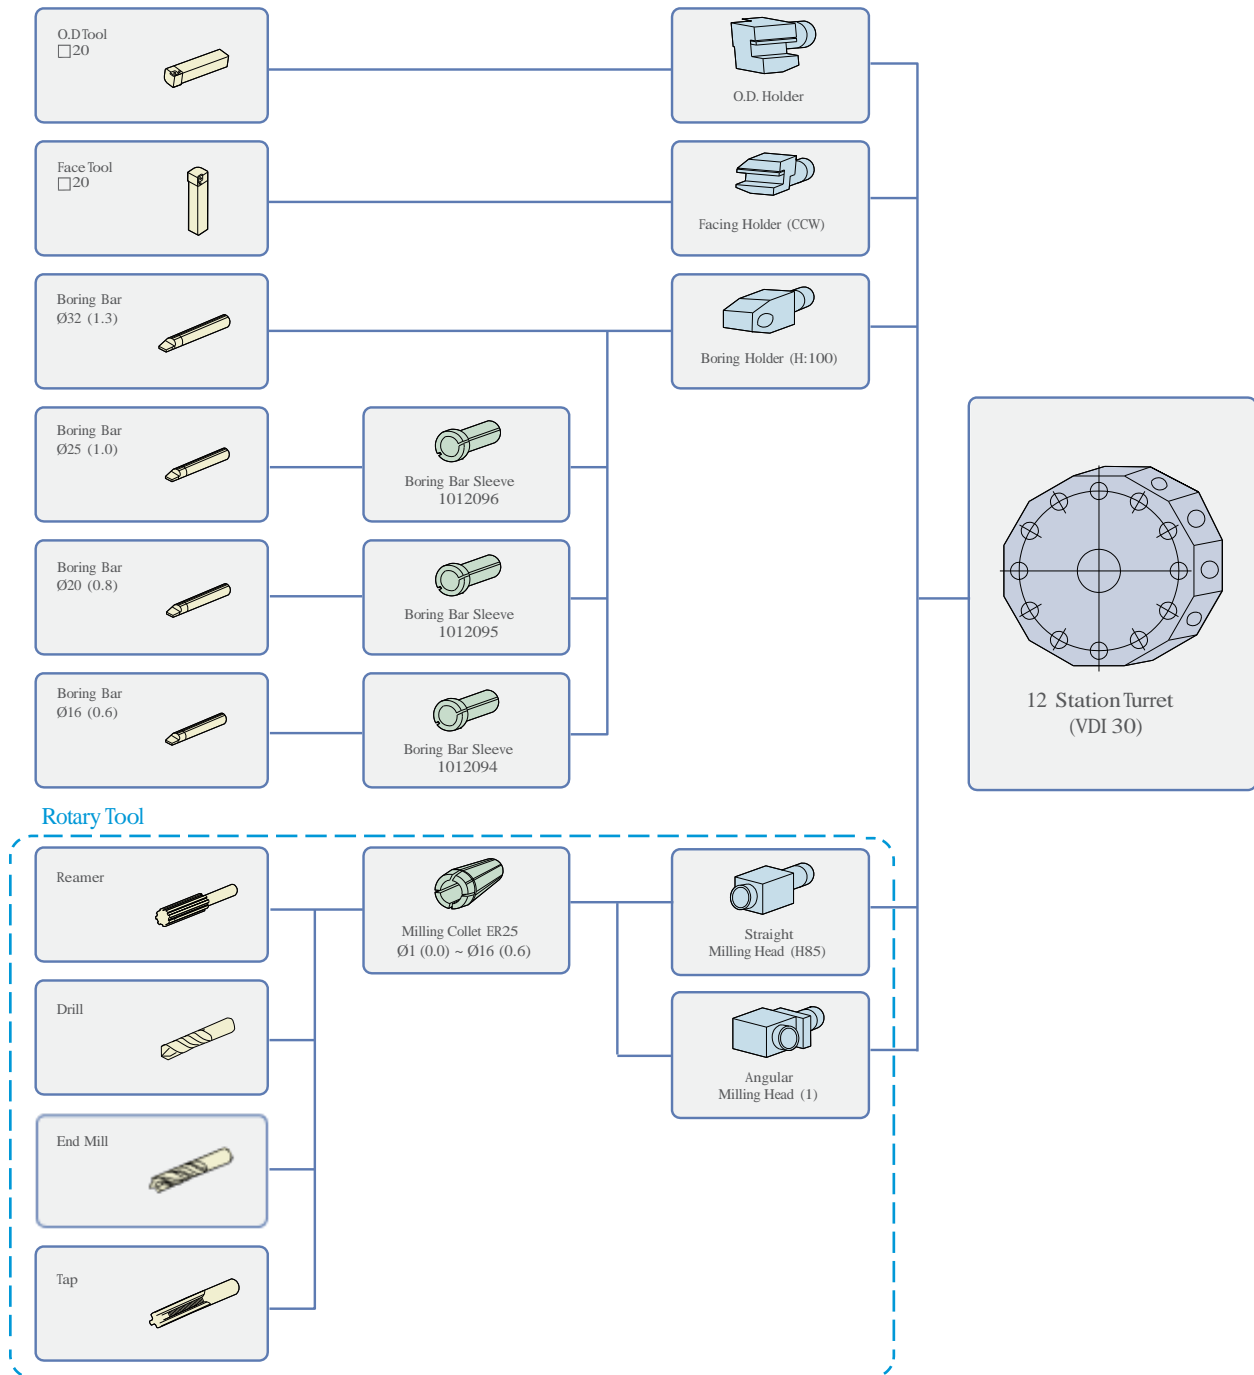 O.D Tool
□20
O.D. Holder
Face Tool
□20
Facing Holder (CCW)
Boring Bar
Ø32 (1.3)
Boring Holder (H:100)
Boring Bar
Ø25 (1.0)
Boring Bar Sleeve
1012096
Boring Bar
Ø20 (0.8)
Boring Bar Sleeve
1012095
Boring Bar
Ø16 (0.6)
Boring Bar Sleeve
1012094
12 Station Turret
(VDI 30)
Rotary Tool
Reamer
Milling Collet ER25
Ø1 (0.0) ~ Ø16 (0.6)
Straight
Milling Head (H85)
Drill
Angular
Milling Head (1)
End Mill
Tap